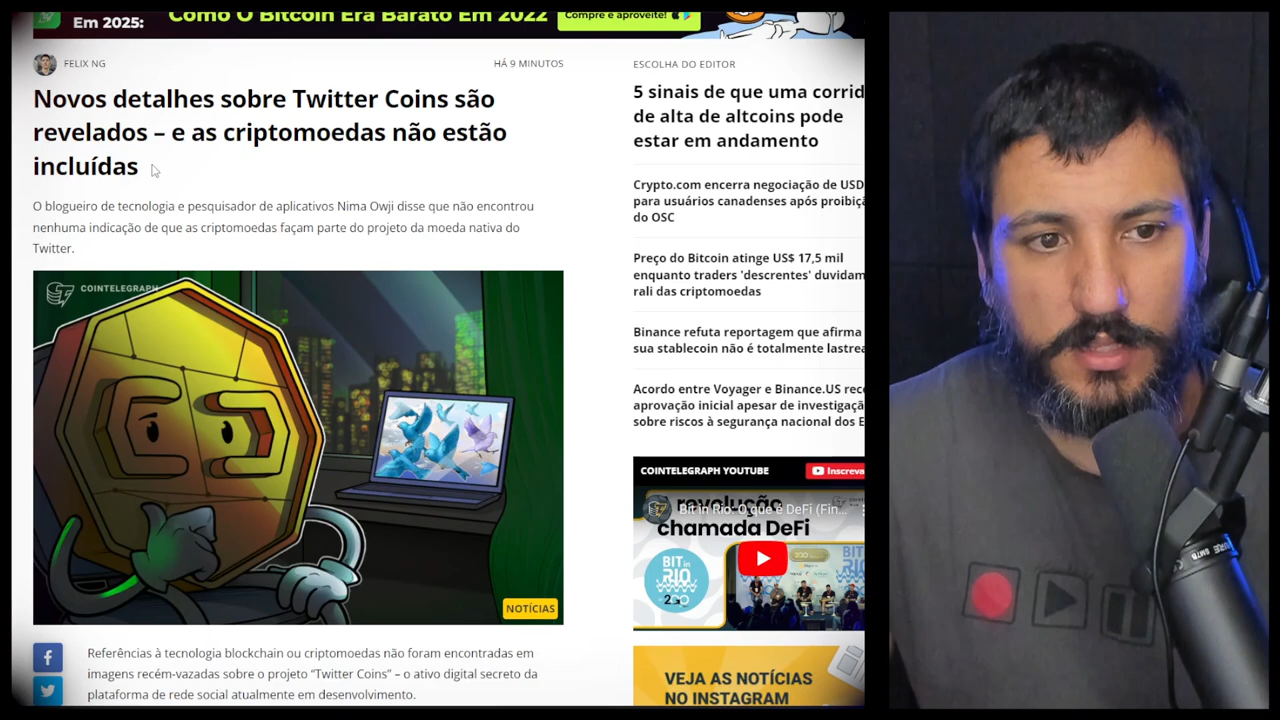 Em 2025:
Como O Bitcoin Era Barato Em 2022
Compre e aproveite!
FELIX NG
HÁ 9 MINUTOS
Novos detalhes sobre Twitter Coins são
revelados – e as criptomoedas não estão
incluídas
O blogueiro de tecnologia e pesquisador de aplicativos Nima Owji disse que não encontrou
nenhuma indicação de que as criptomoedas façam parte do projeto da moeda nativa do
Twitter.
COINTELEGRAPH
NOTÍCIAS
Referências à tecnologia blockchain ou criptomoedas não foram encontradas em
imagens recém-vazadas sobre o projeto “Twitter Coins” – o ativo digital secreto da
plataforma de rede social atualmente em desenvolvimento.
ESCOLHA DO EDITOR
5 sinais de que uma corrid
de alta de altcoins pode
estar em andamento
Crypto.com encerra negociação de USD
para usuários canadenses após proibiçã
do OSC
Preço do Bitcoin atinge US$ 17,5 mil
enquanto traders 'descrentes' duvidam
rali das criptomoedas
Binance refuta reportagem que afirma
sua stablecoin não é totalmente lastrea
Acordo entre Voyager e Binance.US rece
aprovação inicial apesar de investigaçã
sobre riscos à segurança nacional dos E
COINTELEGRAPH YOUTUBE
Inscreva
Bit in Rio: O que é DeFi (Fin...
revolução
chamada DeFi
BIT in
RIO
VEJA AS NOTÍCIAS
NO INSTAGRAM